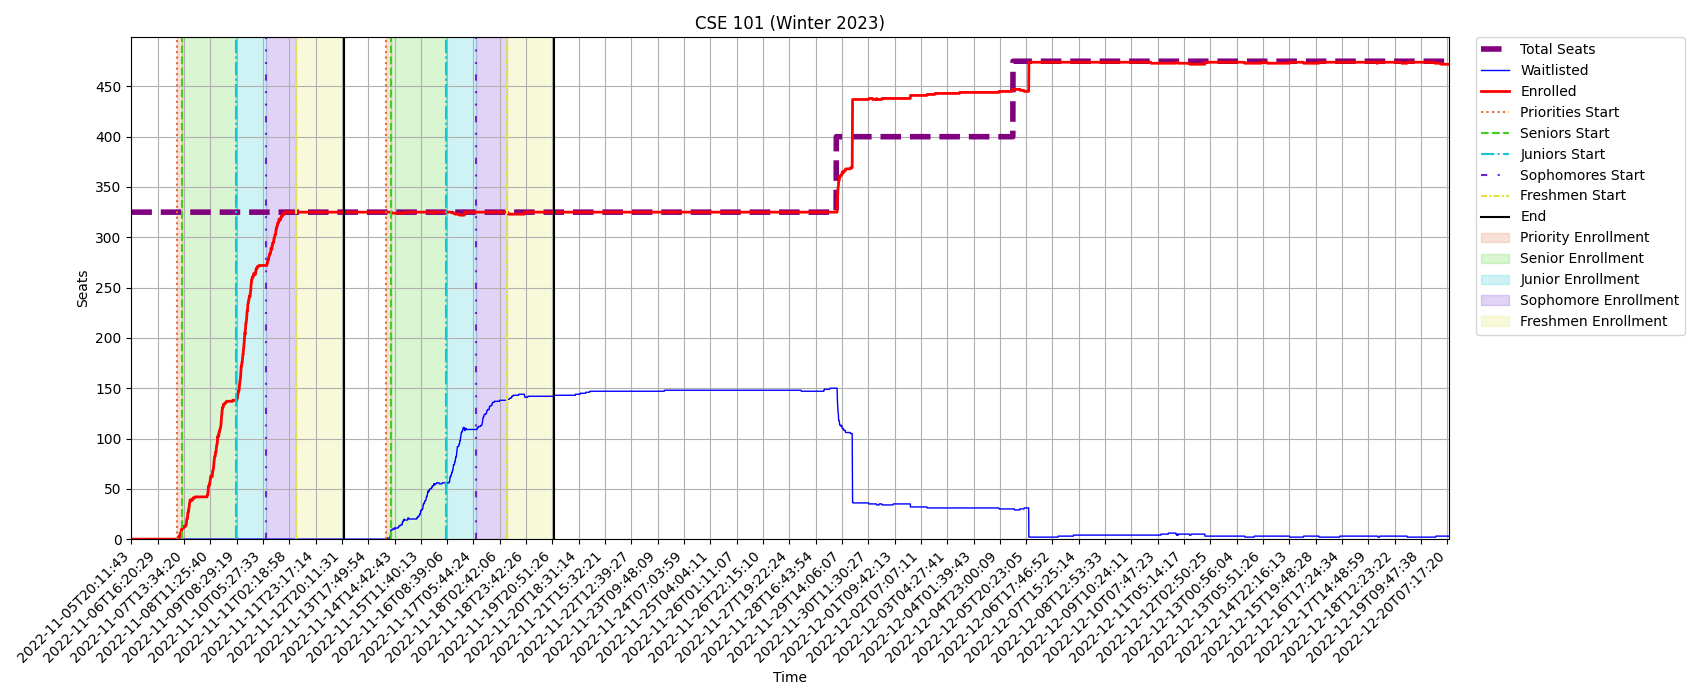 CSE 101 (Winter 2023)
Seats
450
400
350
300
250
200
150
100
50
0
2022-11-05T20:11:43
2022-11-06T16:20:29
2022-11-07T13:34:20
2022-11-08T11:25:40
2022-11-09T08:29:19
2022-11-10T05:27:33
2022-11-11T02:18:58
2022-11-11T23:17:14
2022-11-12T20:11:31
2022-11-13T17:49:54
2022-11-14T14:42:43
2022-11-15T11:40:13
2022-11-16T08:39:06
2022-11-17T05:44:24
2022-11-18T02:42:06
2022-11-18T23:42:26
2022-11-19T20:51:26
2022-11-20T18:31:14
2022-11-21T15:32:21
2022-11-22T12:39:27
2022-11-23T09:48:09
2022-11-24T07:03:59
2022-11-25T04:04:11
2022-11-26T01:11:07
2022-11-26T22:15:10
2022-11-27T19:22:24
2022-11-28T16:43:54
2022-11-29T14:06:07
2022-11-30T11:30:27
2022-12-01T09:42:13
2022-12-02T07:07:11
2022-12-03T04:27:41
2022-12-04T01:39:43
2022-12-04T23:00:09
2022-12-05T20:23:05
2022-12-06T17:46:52
2022-12-07T15:25:14
2022-12-08T12:53:33
2022-12-09T10:24:11
2022-12-10T07:47:23
2022-12-11T05:14:17
2022-12-12T02:50:25
2022-12-13T00:56:04
2022-12-13T05:51:26
2022-12-14T22:16:13
2022-12-15T19:48:28
2022-12-16T17:24:34
2022-12-17T14:48:59
2022-12-18T12:23:22
2022-12-19T09:47:38
2022-12-20T07:17:20
Time
Total Seats
Waitlisted
Enrolled
Priorities Start
Seniors Start
Juniors Start
Sophomores Start
Freshmen Start
End
Priority Enrollment
Senior Enrollment
Junior Enrollment
Sophomore Enrollment
Freshmen Enrollment